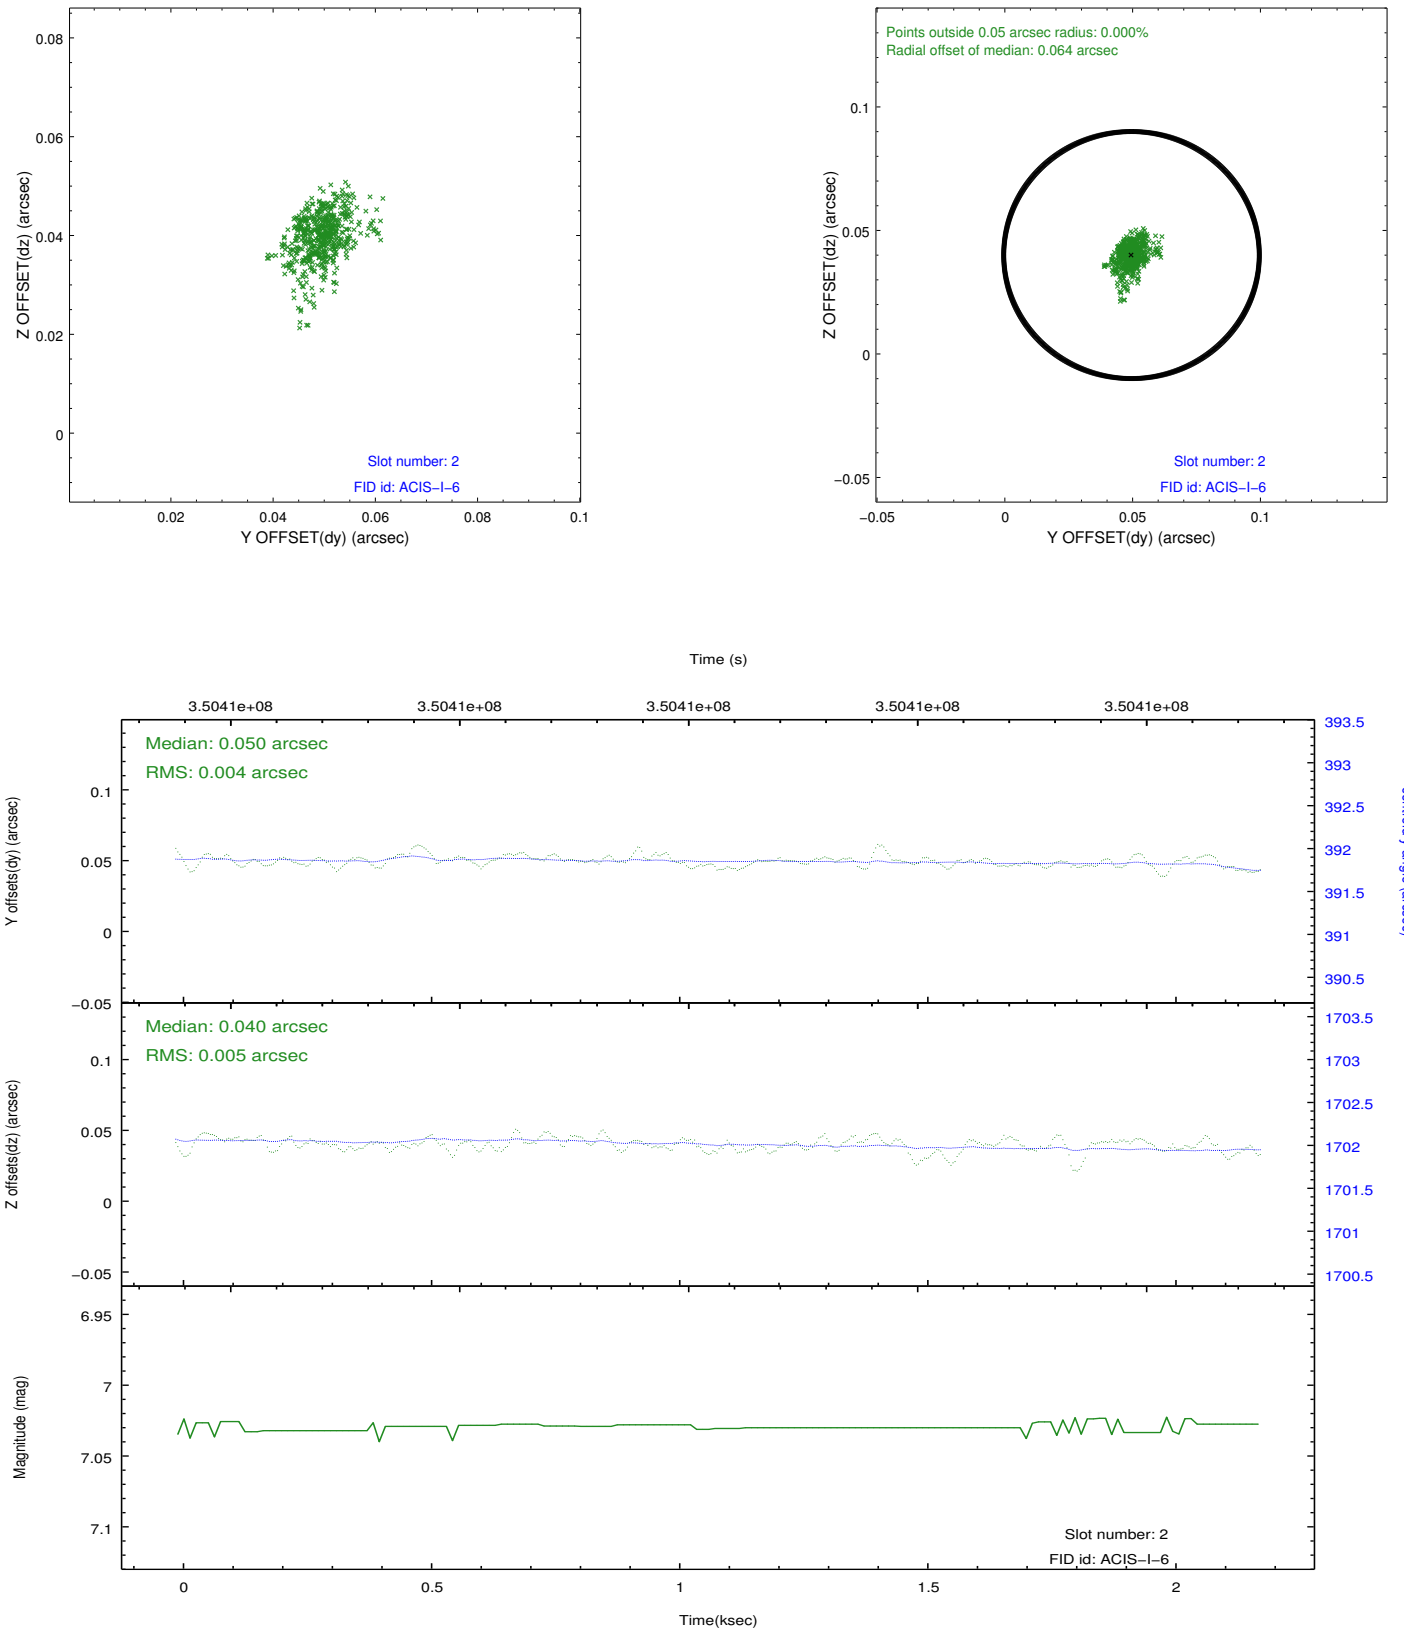 0.08
0.06
0.04
0.02
0
Z OFFSET(dz) (arcsec)
Slot number: 2
FID id: ACIS−I−6
0.02
0.04
0.06
0.08
0.1
Y OFFSET(dy) (arcsec)
Points outside 0.05 arcsec radius: 0.000%
Radial offset of median: 0.064 arcsec
0.1
0.05
0
−0.05
Z OFFSET(dz) (arcsec)
Slot number: 2
FID id: ACIS−I−6
−0.05
0
0.05
0.1
Y OFFSET(dy) (arcsec)
Time (s)
3.5041e+08
3.5041e+08
3.5041e+08
3.5041e+08
3.5041e+08
Median: 0.050 arcsec
RMS: 0.004 arcsec
0.1
0.05
0
−0.05
Y offsets(dy) (arcsec)
393.5
393
392.5
392
391.5
391
390.5
Median: 0.040 arcsec
RMS: 0.005 arcsec
0.1
0.05
0
−0.05
Z offsets(dz) (arcsec)
1703.5
1703
1702.5
1702
1701.5
1701
1700.5
6.95
7
7.05
7.1
Magnitude (mag)
Slot number: 2
FID id: ACIS−I−6
0
0.5
1
1.5
2
Time(ksec)